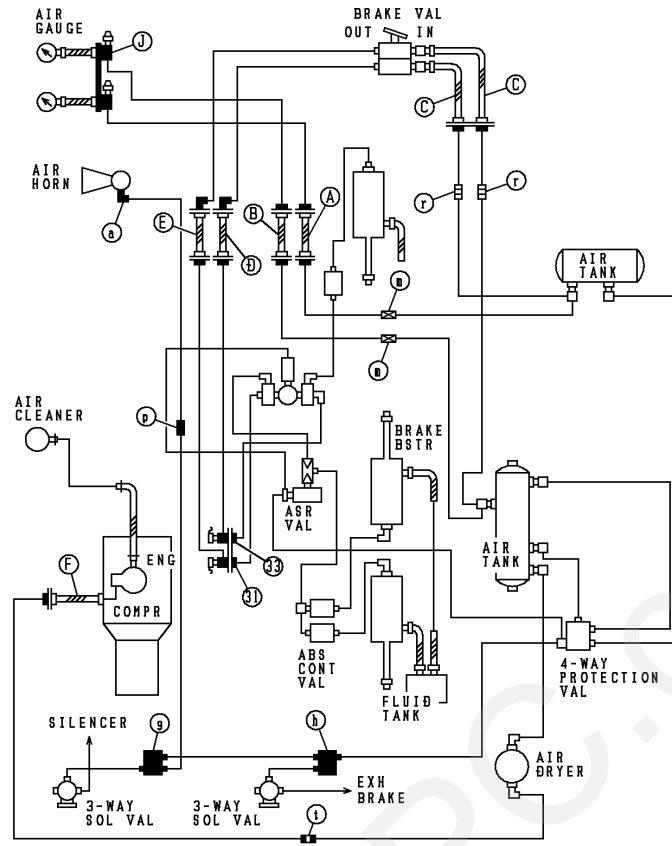 AIR
GAUGE
J
BRAKE VAL
OUT IN
C
C
AIR
HORN
a
E
D
B
A
r
r
m
m
AIR
TANK
AIR
CLEANER
p
BRAKE
BSTR
ASR
VAL
33
31
AIR
TANK
F
ENG
COMPR
ABS
CONT
VAL
FLUID
TANK
4-WAY
PROTECTION
VAL
SILENCER
g
h
3-WAY
SOL VAL
3-WAY
SOL VAL
EXH
BRAKE
AIR
DRYER
t
PC.C